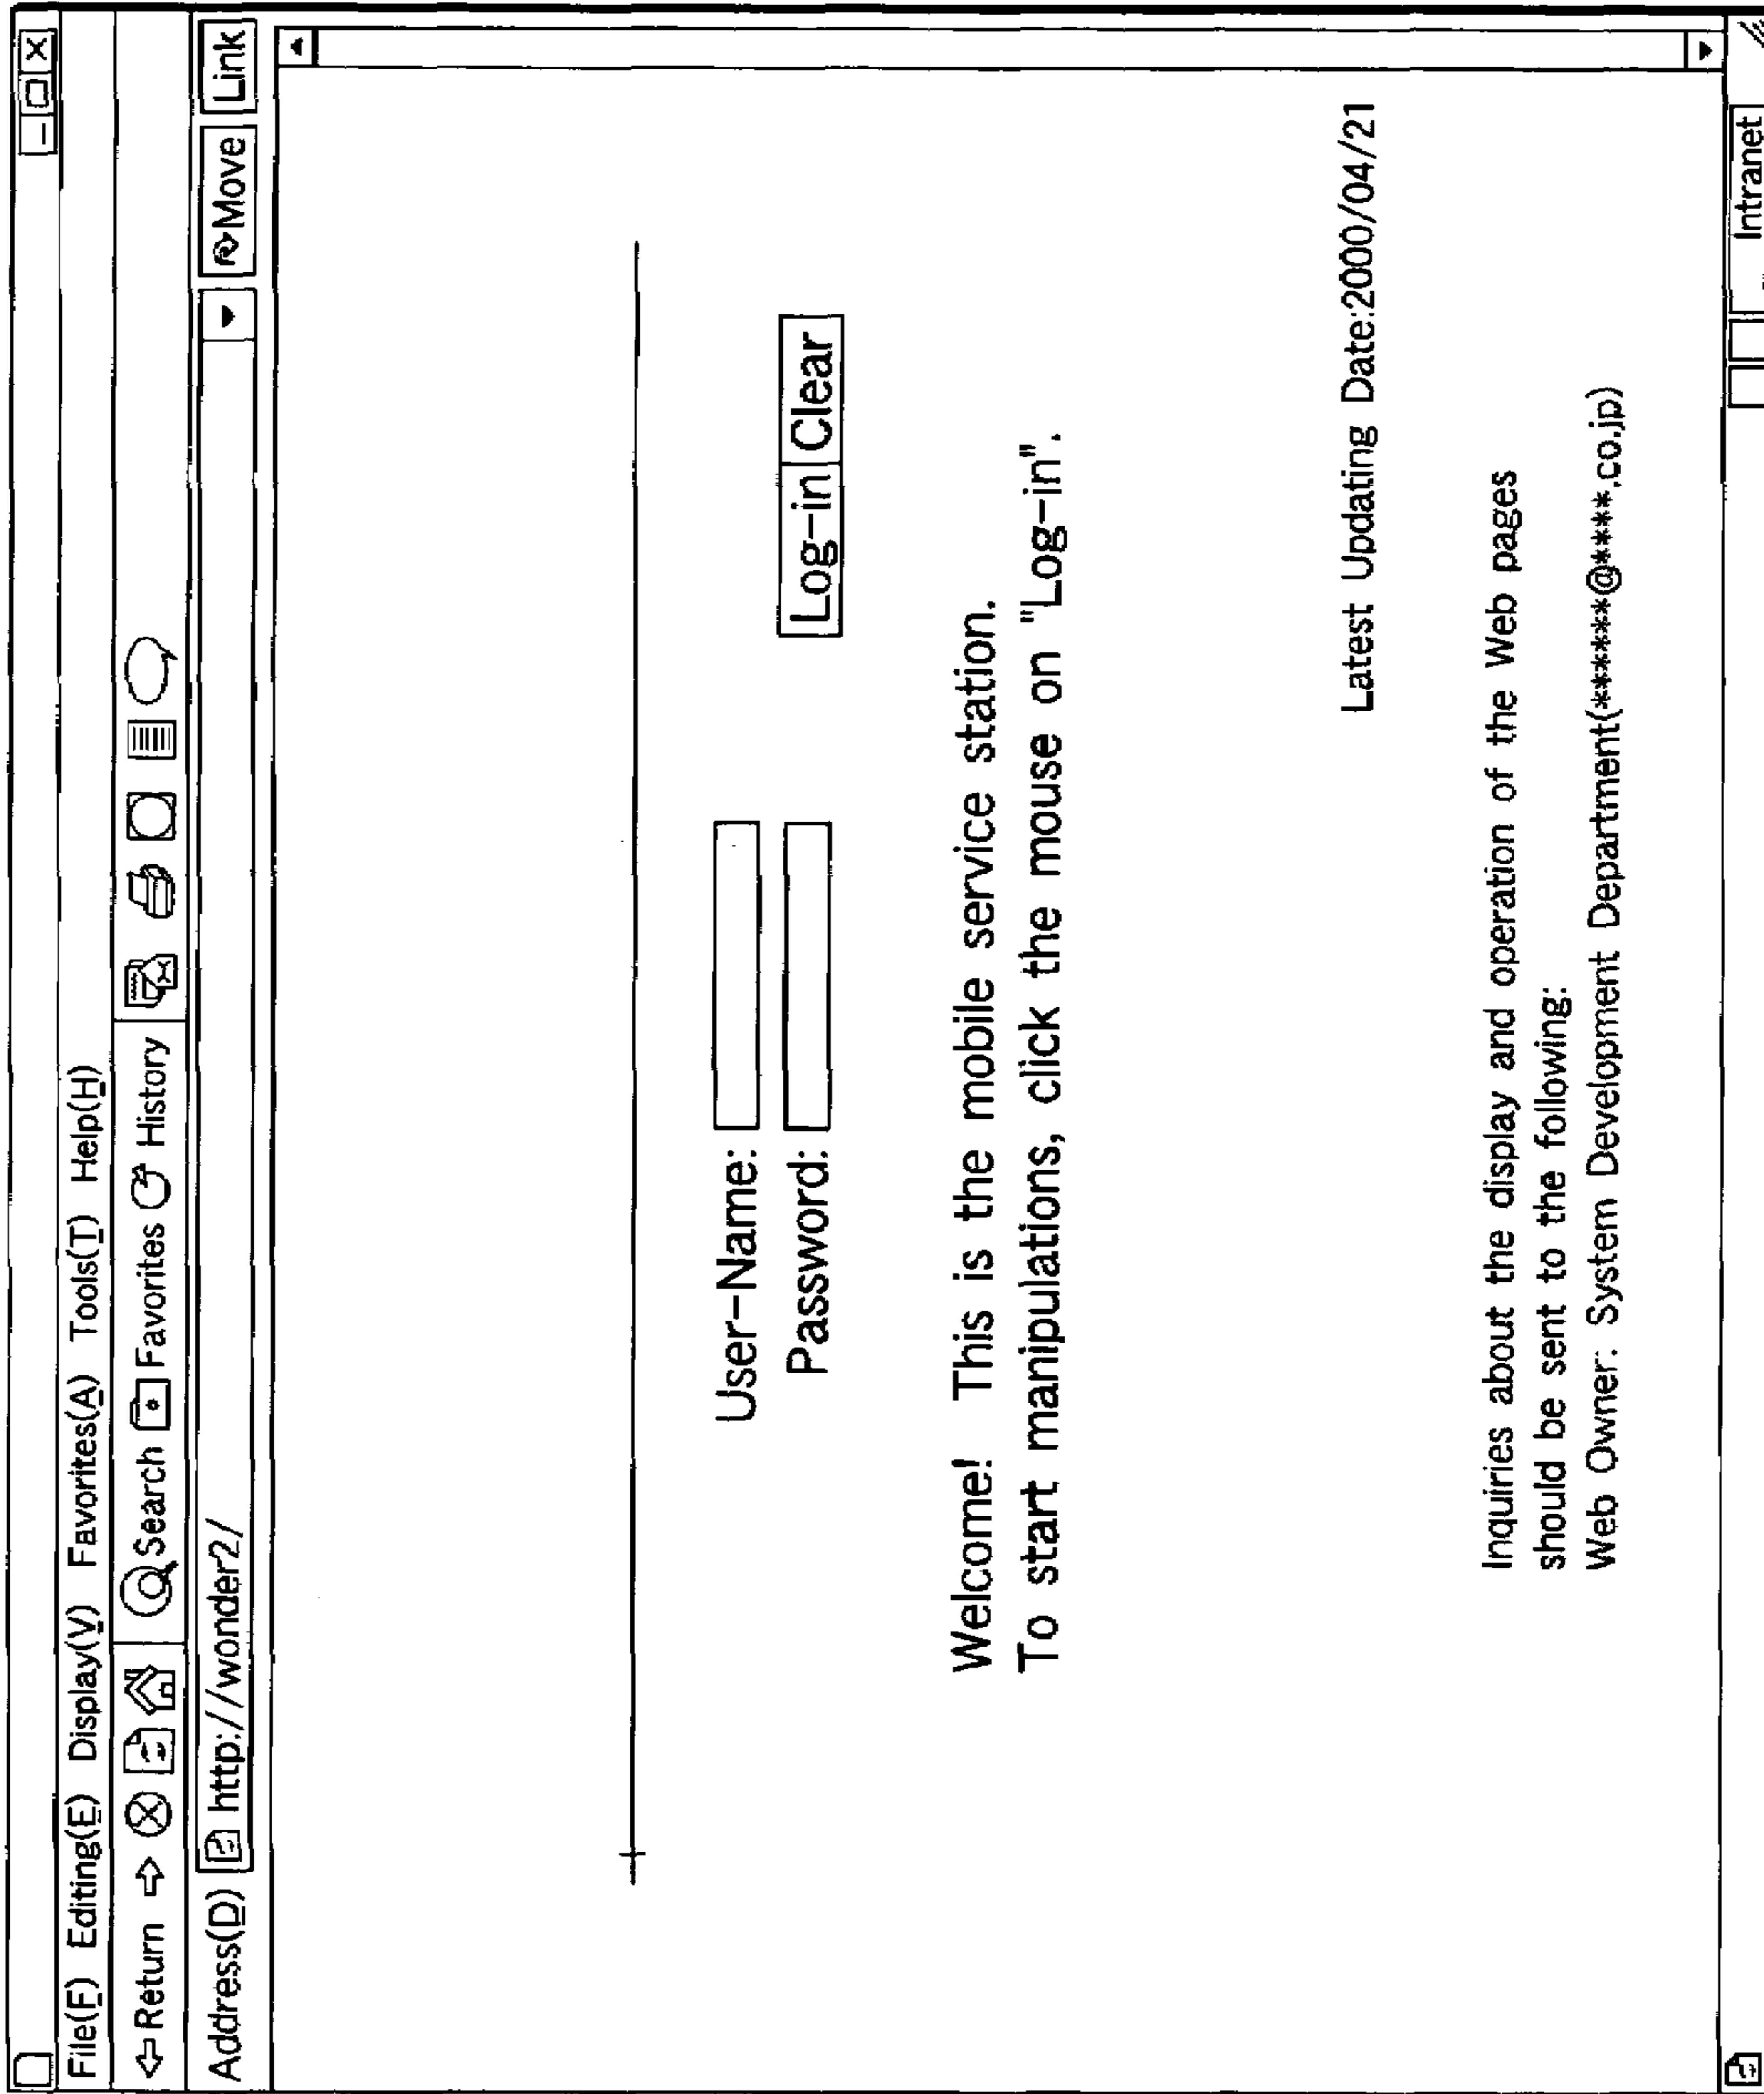 File(F) Editing(E) Display(V) Favorites(A) Tools(T) Help(H)
Return Search Favorites History
Address(D) http://wonder2/ Move Link
User-Name:
Password: Log-in Clear
Welcome! This is the mobile service station.
To start manipulations, click the mouse on "Log-in".
Latest Updating Date:2000/04/21
Inquiries about the display and operation of the Web pages
should be sent to the following:
Web Owner: System Development Department(*****@****.co.jp)
Intranet